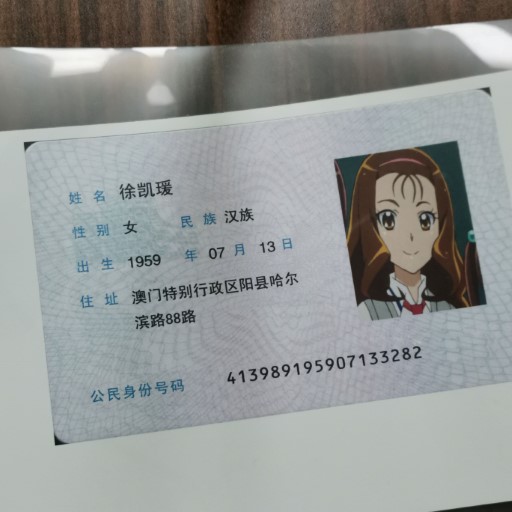 姓名 徐凯瑗
性别 女 民族 汉族
出生 1959 年 07 月 13 日
住址 澳门特别行政区阳县哈尔
滨路88路
公民身份号码 413989195907133282